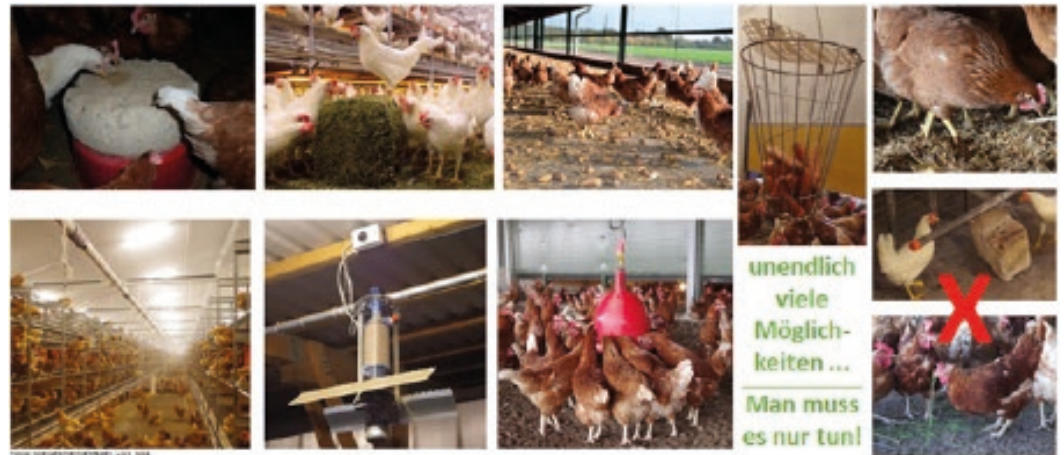 unendlich
viele
Möglich-
keiten ...
Man muss
es nur tun!